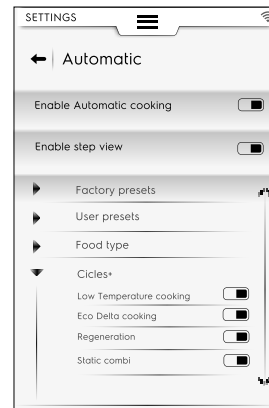 SETTINGS
Automatic
Enable Automatic cooking
Enable step view
Factory presets
User presets
Food type
Cicles+
Low Temperature cooking
Eco Delta cooking
Regeneration
Static combi